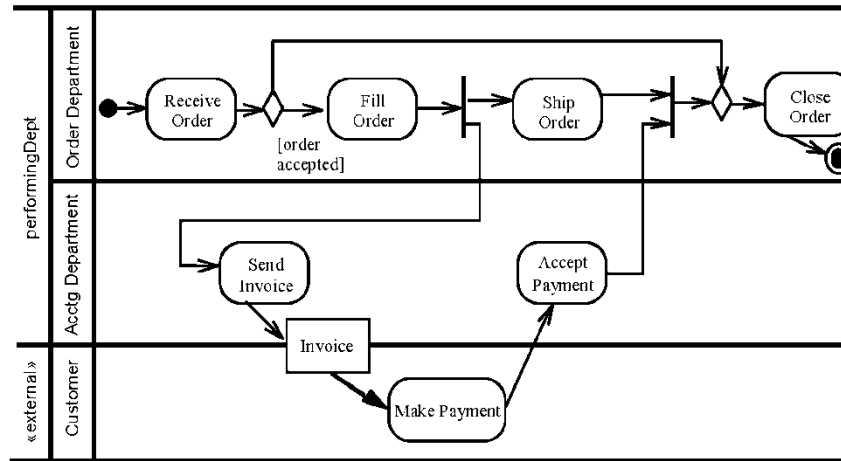 performingDept
Order Department
Receive
Order
Fill
Order
[order
accepted]
Ship
Order
Close
Order
Acctg Department
Send
Invoice
Accept
Payment
Invoice
«external»
Customer
Make Payment